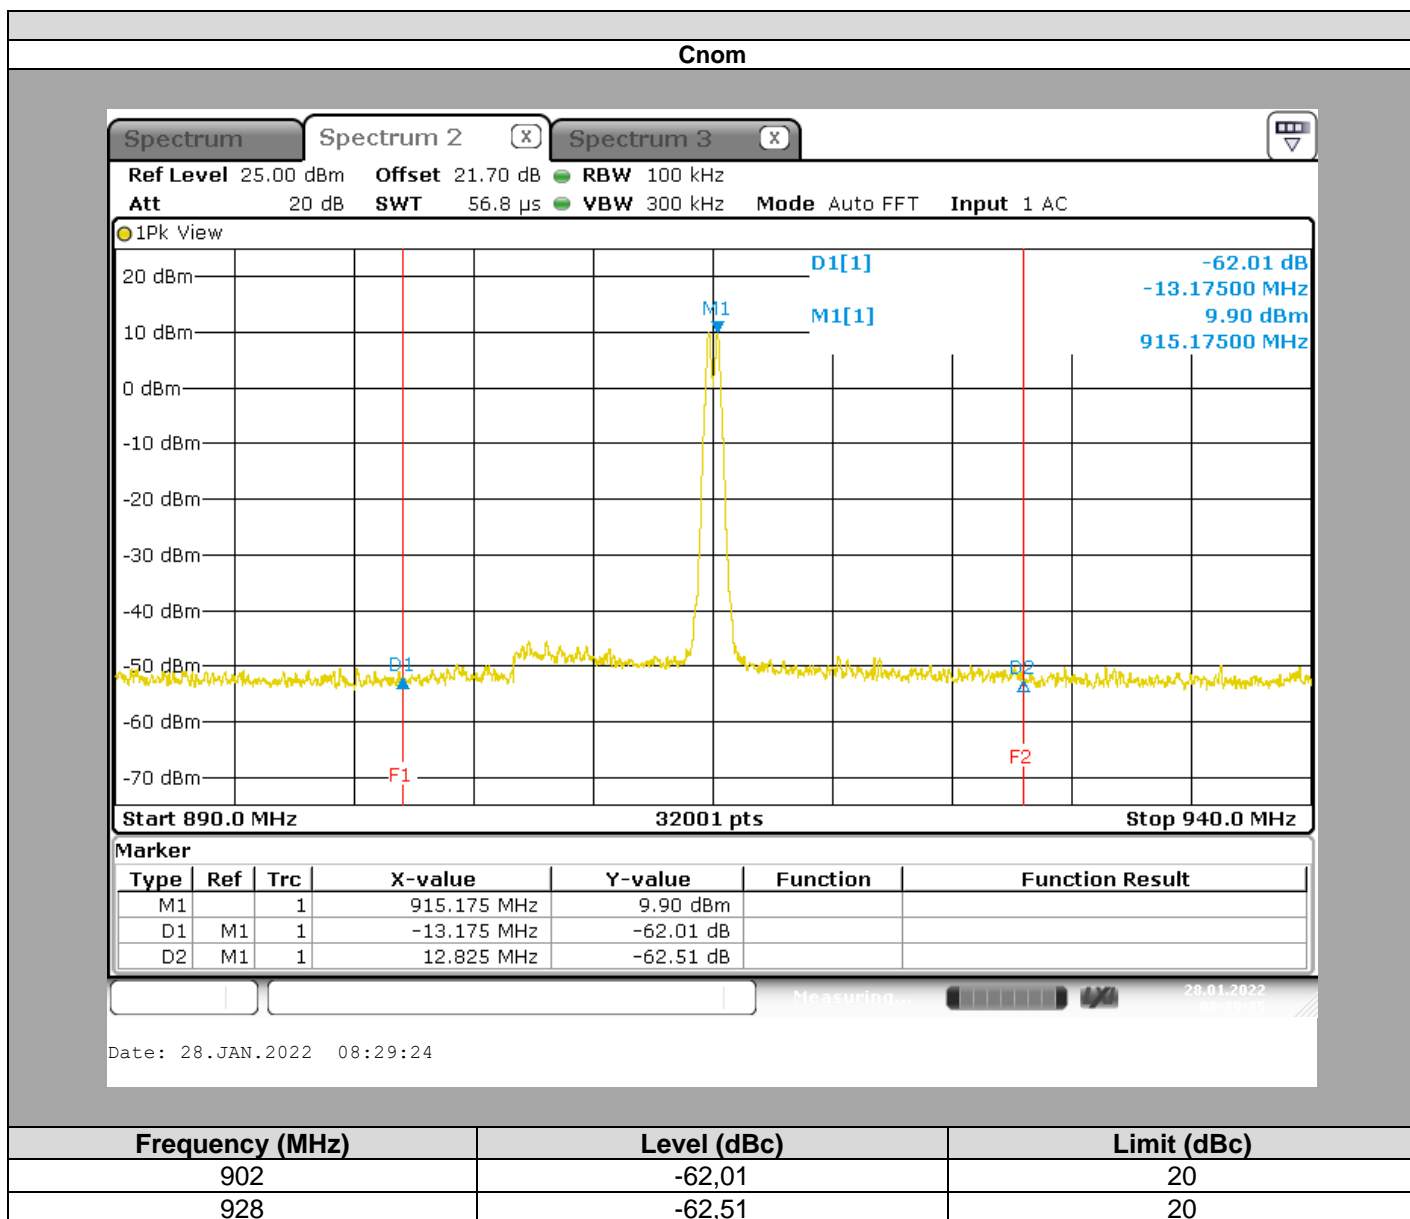 Cnom
Spectrum Spectrum 2 X Spectrum 3 X
Ref Level 25.00 dBm Offset 21.70 dB RBW 100 kHz
Att 20 dB SWT 56.8 µs VBW 300 kHz Mode Auto FFT Input 1 AC
1Pk View
D1[1] -62.01 dB
-13.17500 MHz
M1[1] 9.90 dBm
915.17500 MHz
M1
20 dBm
10 dBm
0 dBm
-10 dBm
-20 dBm
-30 dBm
-40 dBm
-50 dBm
D1 D2
-60 dBm
-70 dBm
F1 F2
Start 890.0 MHz 32001 pts Stop 940.0 MHz
Marker
Type Ref Trc X-value Y-value Function Function Result
M1 1 915.175 MHz 9.90 dBm
D1 M1 1 -13.175 MHz -62.01 dB
D2 M1 1 12.825 MHz -62.51 dB
Measuring... 28.01.2022
Date: 28.JAN.2022 08:29:24
Frequency (MHz) Level (dBc) Limit (dBc)
902 -62,01 20
928 -62,51 20